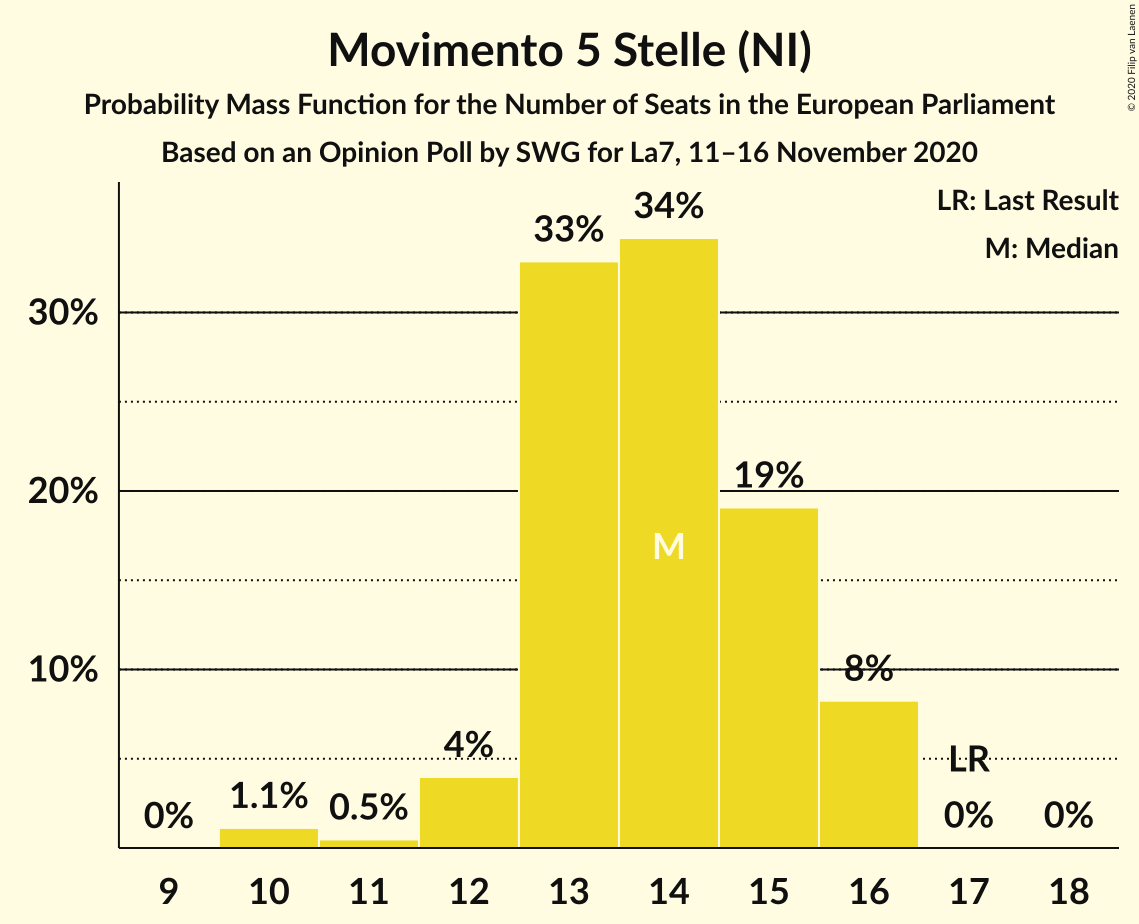 Movimento 5 Stelle (NI)
Probability Mass Function for the Number of Seats in the European Parliament
Based on an Opinion Poll by SWG for La7, 11–16 November 2020
© 2020 Filip van Laenen
LR: Last Result
M: Median
34%
33%
30%
19%
20%
M
10%
8%
4%
LR
1.1%
0.5%
0%
0%
0%
9 10 11 12 13 14 15 16 17 18